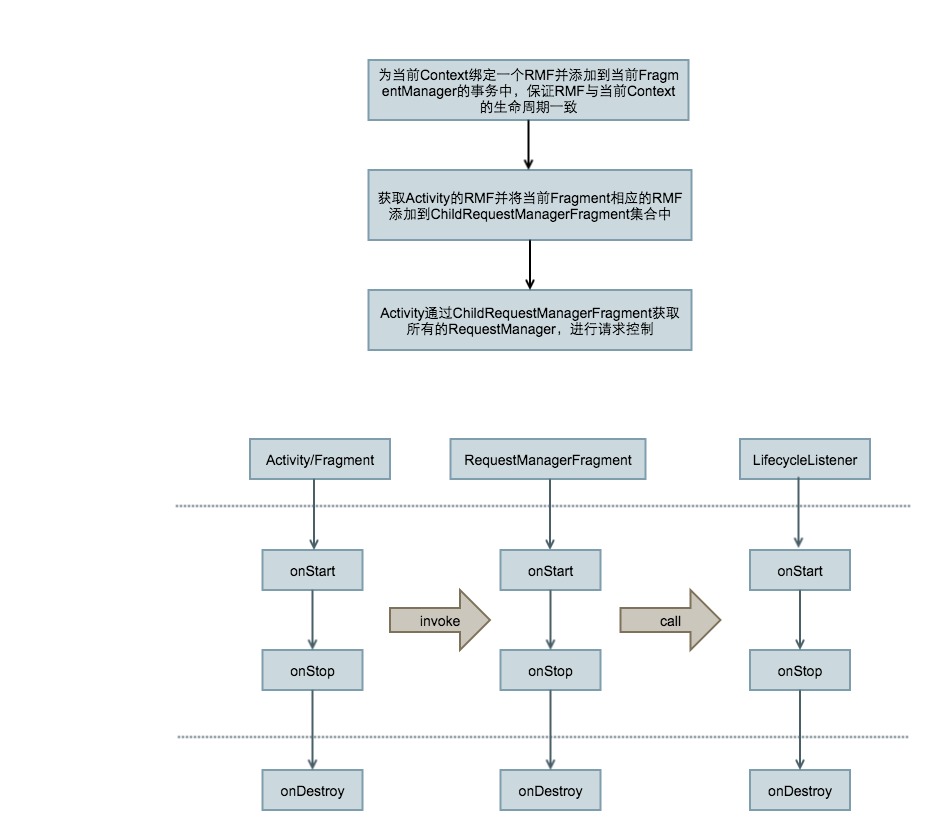 为当前Context绑定一个RMF并添加到当前Fragm
entManager的事务中，保证RMF与当前Context
的生命周期一致
获取Activity的RMF并将当前Fragment相应的RMF
添加到ChildRequestManagerFragment集合中
Activity通过ChildRequestManagerFragment获取
所有的RequestManager，进行请求控制
Activity/Fragment
RequestManagerFragment
LifecycleListener
onStart
onStart
onStart
invoke
call
onStop
onStop
onStop
onDestroy
onDestroy
onDestroy